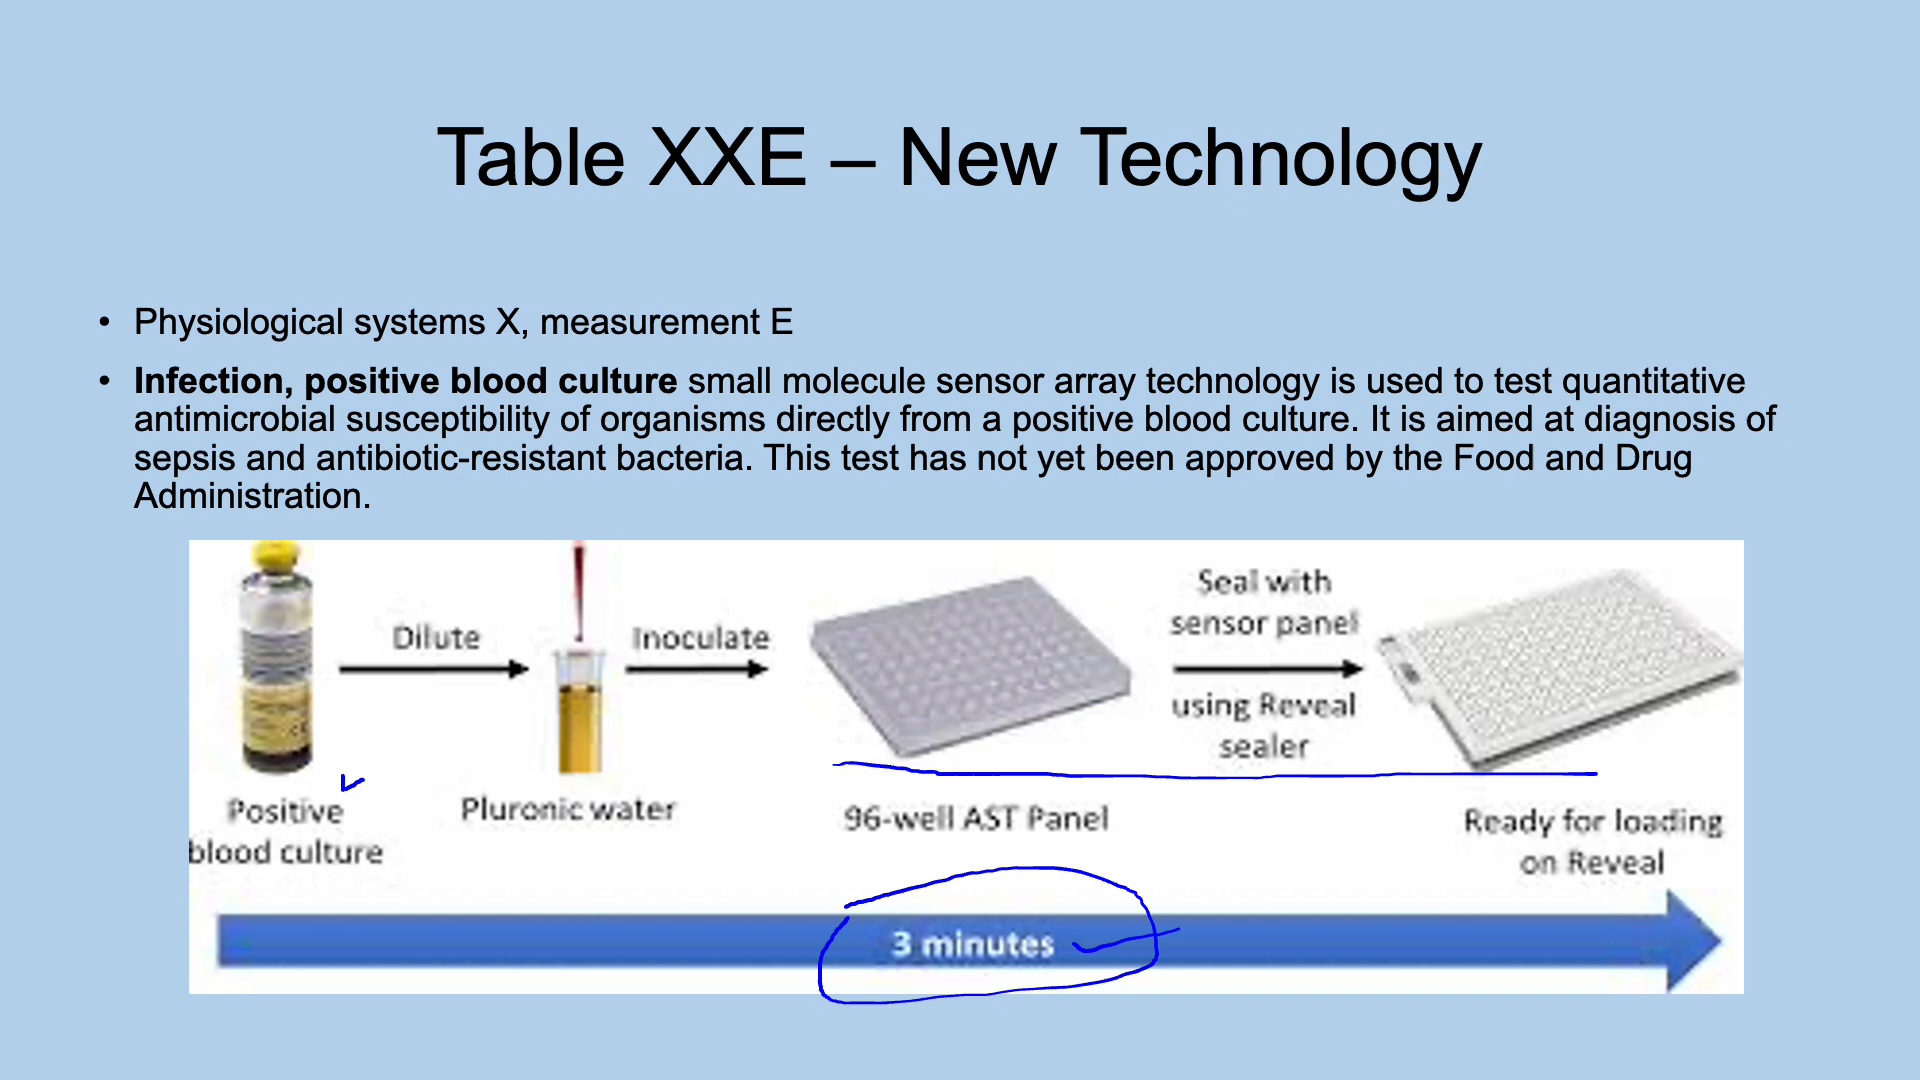 Table XXE – New Technology
• Physiological systems X, measurement E
• Infection, positive blood culture small molecule sensor array technology is used to test quantitative
antimicrobial susceptibility of organisms directly from a positive blood culture. It is aimed at diagnosis of
sepsis and antibiotic-resistant bacteria. This test has not yet been approved by the Food and Drug
Administration.
Dilute
Inoculate
Seal with
sensor panel
using Reveal
sealer
Positive
blood culture
Pluronic water
96-well AST Panel
Ready for loading
on Reveal
3 minutes